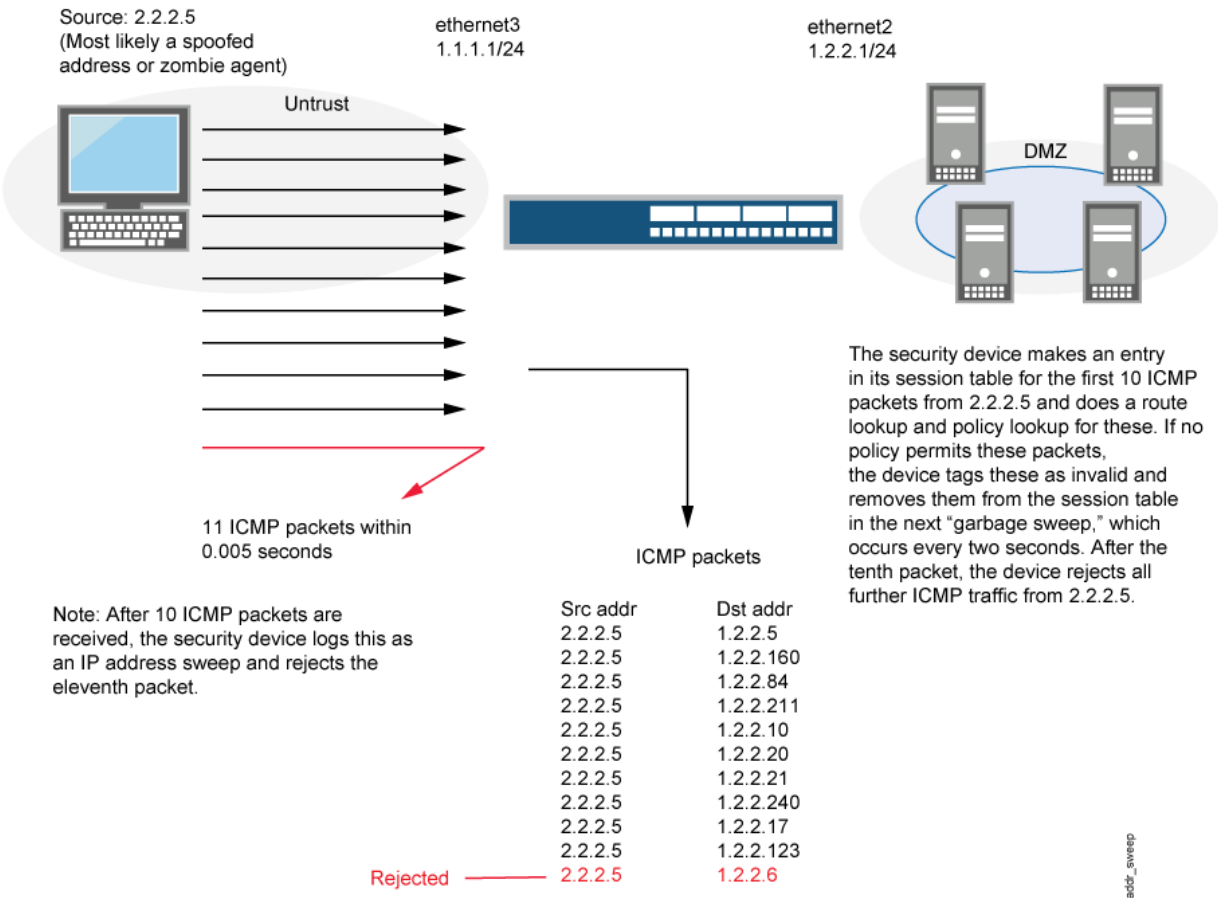 Source: 2.2.2.5
(Most likely a spoofed
address or zombie agent)
ethernet3
1.1.1.1/24
ethernet2
1.2.2.1/24
Untrust
DMZ
11 ICMP packets within
0.005 seconds
Note: After 10 ICMP packets are
received, the security device logs this as
an IP address sweep and rejects the
eleventh packet.
The security device makes an entry
in its session table for the first 10 ICMP
packets from 2.2.2.5 and does a route
lookup and policy lookup for these. If no
policy permits these packets,
the device tags these as invalid and
removes them from the session table
in the next “garbage sweep,” which
occurs every two seconds. After the
tenth packet, the device rejects all
further ICMP traffic from 2.2.2.5.
ICMP packets
Src addr Dst addr
2.2.2.5 1.2.2.5
2.2.2.5 1.2.2.160
2.2.2.5 1.2.2.84
2.2.2.5 1.2.2.211
2.2.2.5 1.2.2.10
2.2.2.5 1.2.2.20
2.2.2.5 1.2.2.21
2.2.2.5 1.2.2.240
2.2.2.5 1.2.2.17
2.2.2.5 1.2.2.123
Rejected 2.2.2.5 1.2.2.6